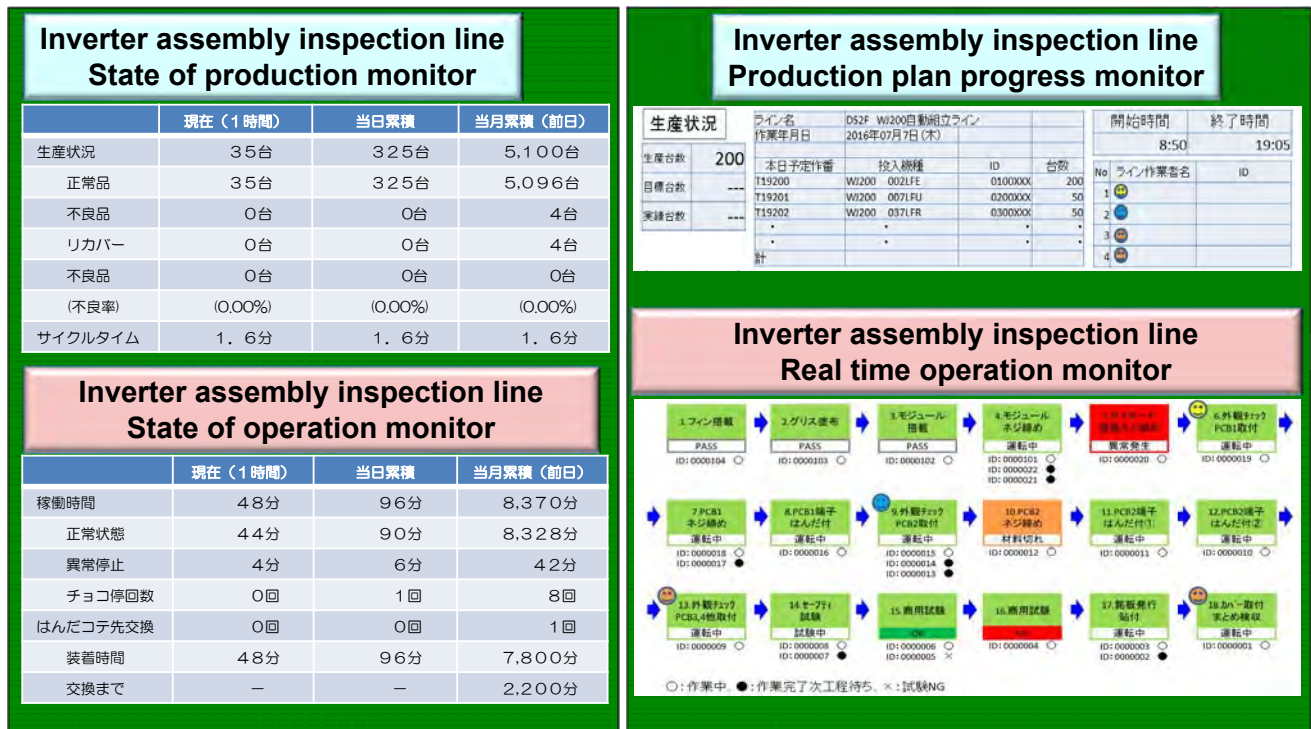 Inverter assembly inspection line
State of production monitor
現在（1時間） 当日累積 当月累積（前日）
生産状況 35台 325台 5,100台
正常品 35台 325台 5,096台
不良品 0台 0台 4台
リカバー 0台 0台 4台
不良品 0台 0台 0台
(不良率) (0.00%) (0.00%) (0.00%)
サイクルタイム 1．6分 1．6分 1．6分
Inverter assembly inspection line
State of operation monitor
現在（1時間） 当日累積 当月累積（前日）
稼働時間 48分 96分 8,370分
正常状態 44分 90分 8,328分
異常停止 4分 6分 42分
チョコ停回数 0回 1回 8回
はんだコテ先交換 0回 0回 1回
装着時間 48分 96分 7,800分
交換まで － － 2,200分
Inverter assembly inspection line
Production plan progress monitor
生産状況
生産台数 200
目標台数 ---
実績台数 ---
ライン名 DS2F WJ200自動組立ライン
作業年月日 2016年07月7日(木)
本日予定作番 投入機種 ID 台数
T19200 WJ200 002LFE 0100XXX 200
T19201 WJ200 007LFU 0200XXX 50
T19202 WJ200 037LFR 0300XXX 50
・ ・ ・ ・
・ ・ ・ ・
計
開始時間 終了時間
8:50 19:05
No ライン作業者名 ID
1
2
3
4
Inverter assembly inspection line
Real time operation monitor
1.フィン搭載 2.グリス塗布 3.モジュール 4.モジュール 6.外観チェック
搭載 ネジ締め PCB1取付
PASS PASS PASS 運転中 異常発生 運転中
ID:0000104 ○ ID:0000103 ○ ID:0000102 ○ ID:0000101 ○ ID:0000020 ○ ID:0000019 ○
ID:0000022 ●
ID:0000021 ●
7.PCB1 8.PCB1端子 9.外観チェック 10.PCB2 11.PCB2端子 12.PCB2端子
ネジ締め はんだ付 PCB2取付 ネジ締め はんだ付① はんだ付②
運転中 運転中 運転中 材料切れ 運転中 運転中
ID:0000018 ○ ID:0000016 ○ ID:0000015 ○ ID:0000012 ○ ID:0000011 ○ ID:0000010 ○
ID:0000017 ● ID:0000014 ●
ID:0000013 ●
13.外観チェック 14.セーフティ 15.商用試験 16.商用試験 17.銘板発行 18.カバー取付
PCB3,4他取付 試験 貼付 まとめ検収
運転中 試験中 OK NG 運転中 運転中
ID:0000009 ○ ID:0000008 ○ ID:0000006 ○ ID:0000004 ○ ID:0000003 ○ ID:0000001 ○
ID:0000007 ● ID:0000005 × ID:0000002 ●
○:作業中、●:作業完了次工程待ち、×:試験NG